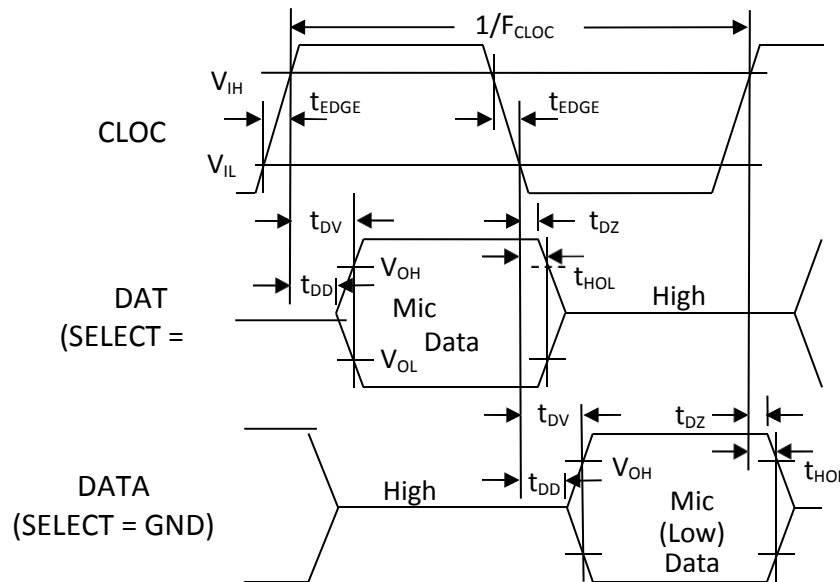 1/FCLOC
VIH
tEDGE
tEDGE
CLOC
VIL
tDV
tDZ
VOH
tHOL
tDD
DAT
(SELECT =
Mic
Data
High
VOL
tDV
tDZ
VOH
tHOL
tDD
DATA
(SELECT = GND)
High
Mic
(Low)
Data